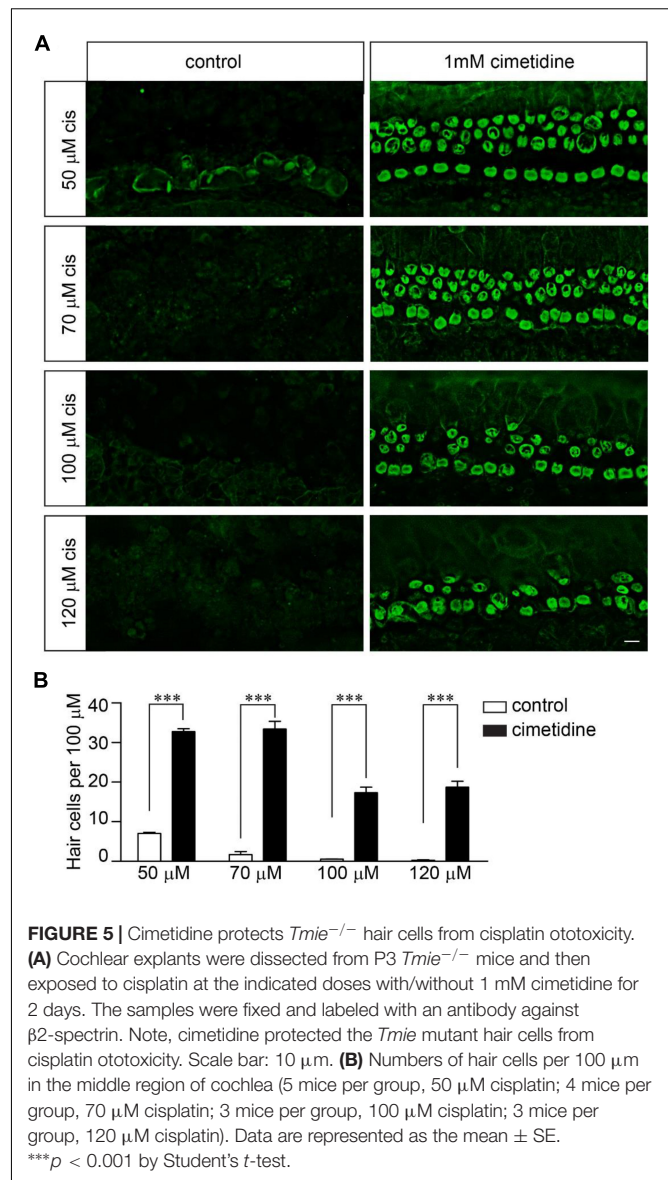 A
control
1mM cimetidine
50 μM cis
70 μM cis
100 μM cis
120 μM cis
B
Hair cells per 100 μM
40
30
20
10
0
***
***
***
***
control
cimetidine
50 μM
70 μM
100 μM
120 μM
FIGURE 5 | Cimetidine protects Tmie−/− hair cells from cisplatin ototoxicity.
(A) Cochlear explants were dissected from P3 Tmie−/− mice and then
exposed to cisplatin at the indicated doses with/without 1 mM cimetidine for
2 days. The samples were fixed and labeled with an antibody against
β2-spectrin. Note, cimetidine protected the Tmie mutant hair cells from
cisplatin ototoxicity. Scale bar: 10 μm. (B) Numbers of hair cells per 100 μm
in the middle region of cochlea (5 mice per group, 50 μM cisplatin; 4 mice per
group, 70 μM cisplatin; 3 mice per group, 100 μM cisplatin; 3 mice per
group, 120 μM cisplatin). Data are represented as the mean ± SE.
***p < 0.001 by Student's t-test.